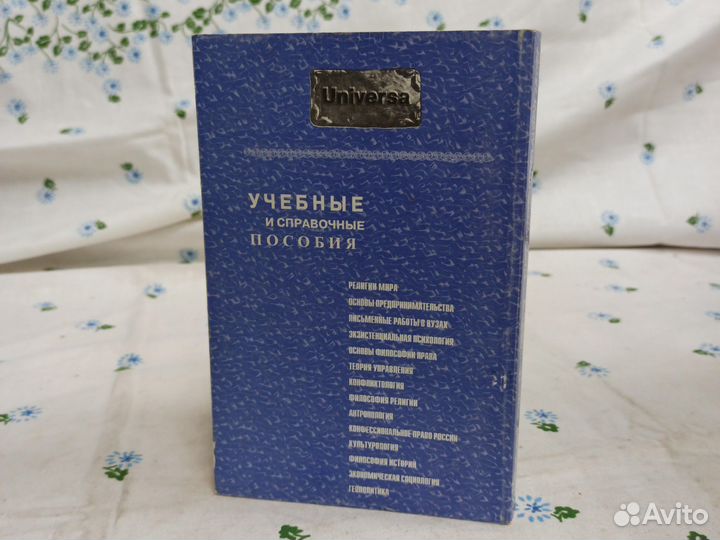 Universa
УЧЕБНЫЕ
И СПРАВОЧНЫЕ
ПОСОБИЯ
РЕЛИГИИ МИРА
ОСНОВЫ ПРЕДПРИНИМАТЕЛЬСТВА
ПИСЬМЕННЫЕ РАБОТЫ В ВУЗАХ
ЭКЗИСТЕНЦИАЛЬНАЯ ПСИХОЛОГИЯ
ОСНОВЫ ФИЛОСОФИИ ПРАВА
ТЕОРИЯ УПРАВЛЕНИЯ
КОНФЛИКТОЛОГИЯ
ФИЛОСОФИЯ РЕЛИГИИ
АНТРОПОЛОГИЯ
КОНФЕССИОНАЛЬНОЕ ПРАВО РОССИИ
КУЛЬТУРОЛОГИЯ
ФИЛОСОФИЯ ИСТОРИИ
ЭКОНОМИЧЕСКАЯ СОЦИОЛОГИЯ
ГЕОПОЛИТИКА
Avito